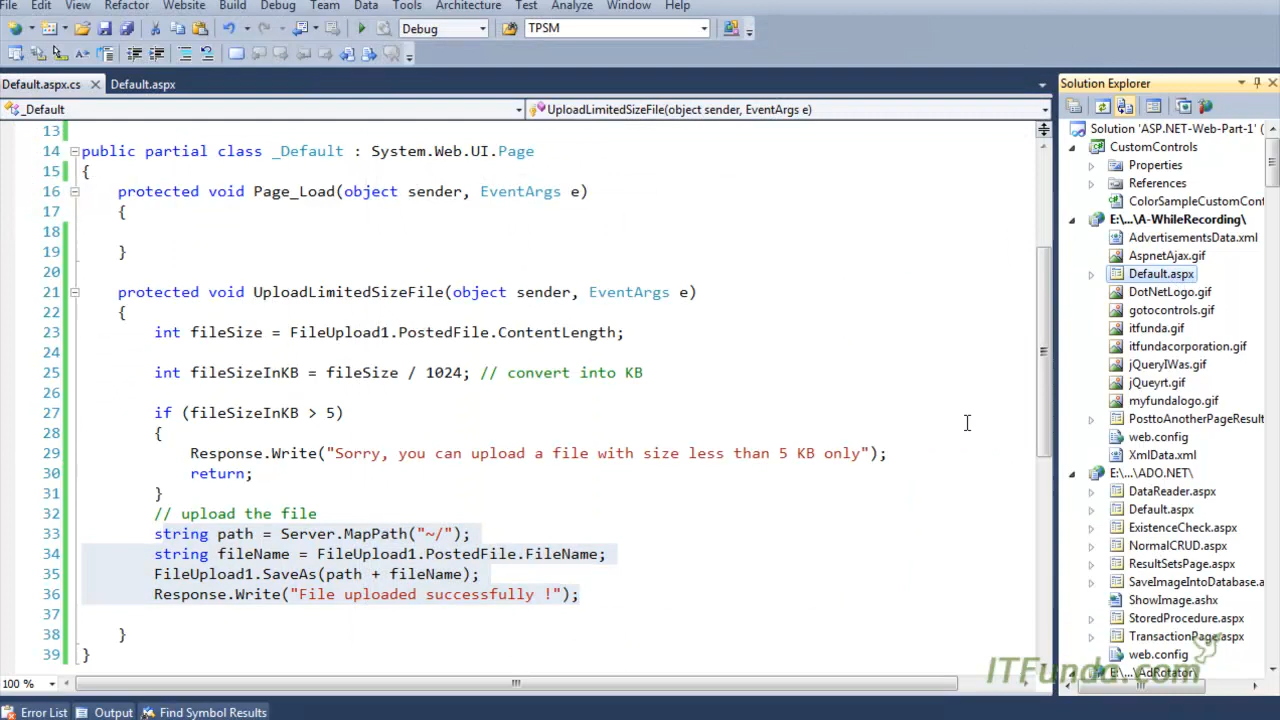 File Edit View Refactor Website Build Debug Team Data Tools Architecture Test Analyze Window Help
Debug TPSM
Default.aspx.cs Default.aspx
_Default UploadLimitedSizeFile(object sender, EventArgs e)
13
14 public partial class _Default : System.Web.UI.Page
15 {
16 protected void Page_Load(object sender, EventArgs e)
17 {
18
19 }
20
21 protected void UploadLimitedSizeFile(object sender, EventArgs e)
22 {
23 int fileSize = FileUpload1.PostedFile.ContentLength;
24
25 int fileSizeInKB = fileSize / 1024; // convert into KB
26
27 if (fileSizeInKB > 5)
28 {
29 Response.Write("Sorry, you can upload a file with size less than 5 KB only");
30 return;
31 }
32 // upload the file
33 string path = Server.MapPath("~/");
34 string fileName = FileUpload1.PostedFile.FileName;
35 FileUpload1.SaveAs(path + fileName);
36 Response.Write("File uploaded successfully !");
37
38 }
39 }
100 %
Error List Output Find Symbol Results
Solution Explorer
Solution 'ASP.NET-Web-Part-1' (
CustomControls
Properties
References
ColorSampleCustomCont
E:\...\A-WhileRecording\
AdvertisementsData.xml
AspnetAjax.gif
Default.aspx
DotNetLogo.gif
gotocontrols.gif
itfunda.gif
itfundacorporation.gif
jQueryIWas.gif
jQueyrt.gif
myfundalogo.gif
PosttoAnotherPageResult
web.config
XmlData.xml
E:\...\ADO.NET\
DataReader.aspx
Default.aspx
ExistenceCheck.aspx
NormalCRUD.aspx
ResultSetsPage.aspx
SaveImageIntoDatabase.a
ShowImage.ashx
StoredProcedure.aspx
TransactionPage.aspx
web.config
E:\...\AdRotator
ITFunda.com